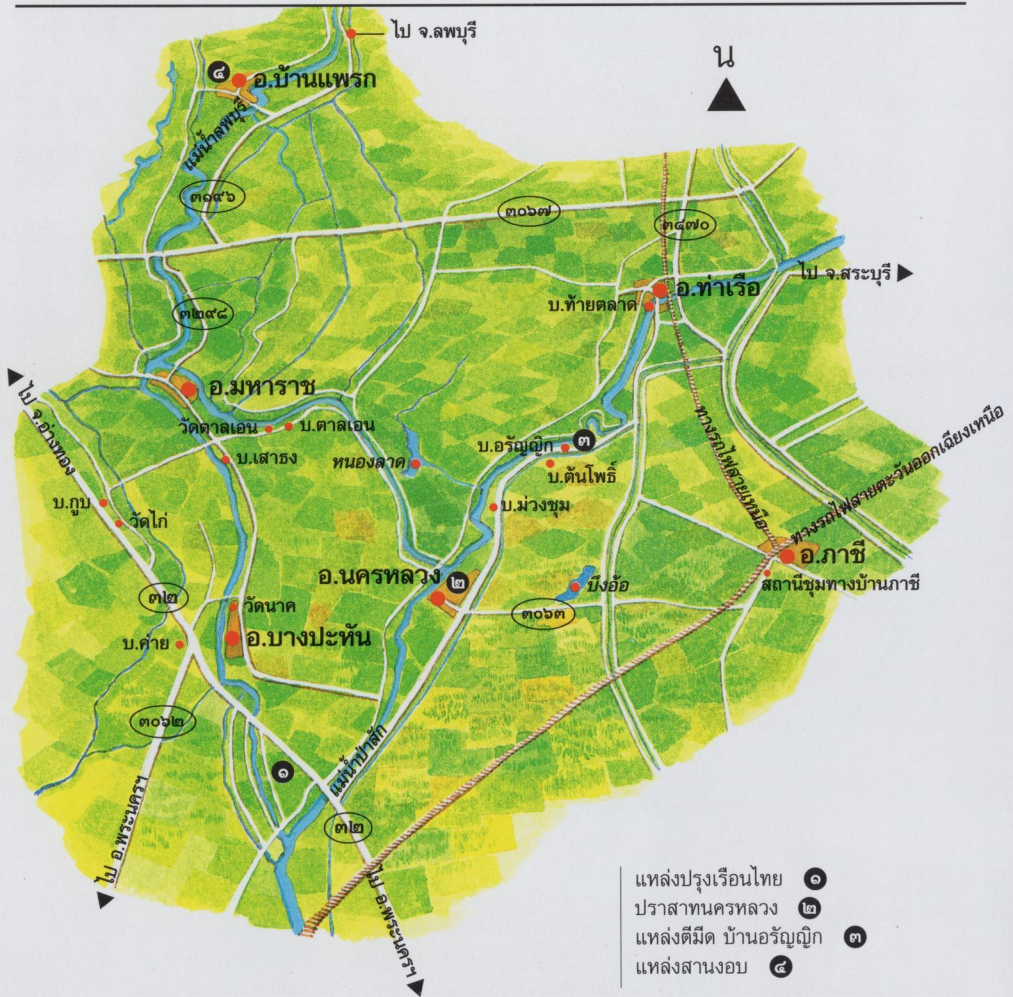 ไป จ.ลพบุรี
น
๔ อ.บ้านแพรก
แม่น้ำลพบุรี
๓๑๙๖
๓๐๖๗
๓๔๗๐
ไป จ.สระบุรี
อ.ท่าเรือ
บ.ท้ายตลาด
๓๒๙๘
อ.มหาราช
ไป จ.อ่างทอง
วัดตาลเอน
บ.ตาลเอน
บ.เสาธง
หนองลาด
บ.อรัญญิก
๓
บ.ต้นโพธิ์
ทางรถไฟสายเหนือ
ทางรถไฟสายตะวันออกเฉียงเหนือ
บ.กูบ
วัดไก่
บ.ม่วงชุม
อ.ภาชี
สถานีชุมทางบ้านภาชี
อ.นครหลวง
๒
บึงอ้อ
๓๒
๓๐๖๓
วัดนาค
อ.บางปะหัน
บ.ค่าย
๓๐๖๒
๑
แม่น้ำป่าสัก
๓๒
ไป อ.พระนครฯ
ไป อ.พระนครฯ
แหล่งปรุงเรือนไทย ๑
ปราสาทนครหลวง ๒
แหล่งตีมีด บ้านอรัญญิก ๓
แหล่งสานงอบ ๔